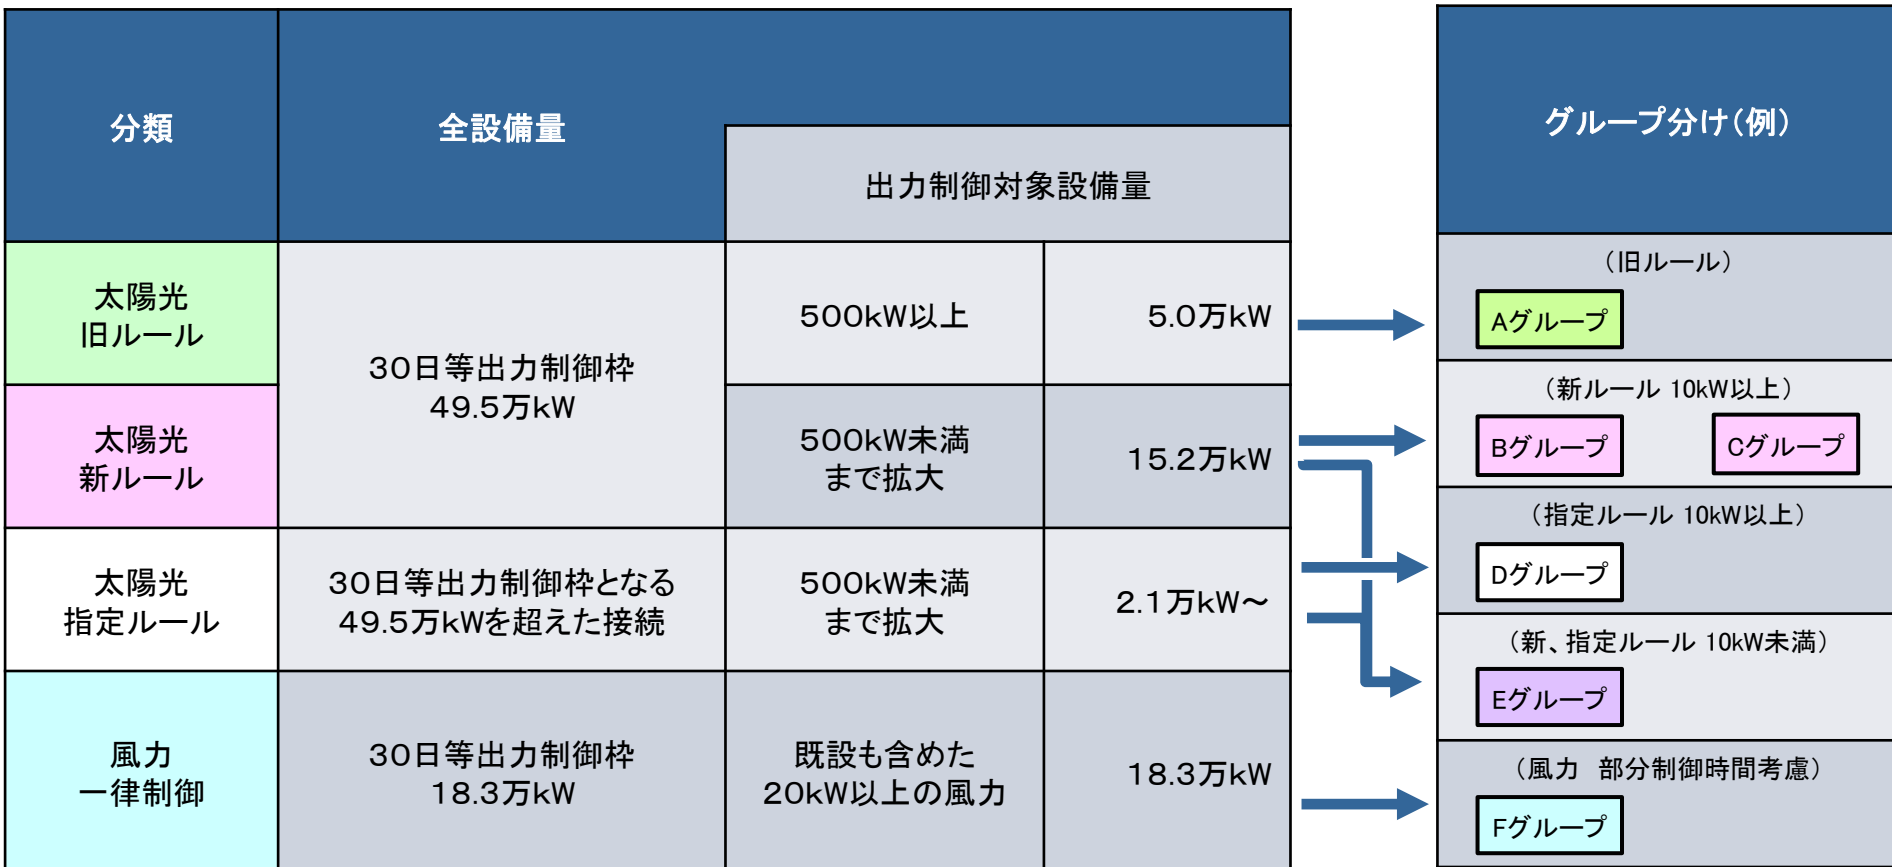 分類
全設備量
出力制御対象設備量
太陽光
旧ルール
30日等出力制御枠
49.5万kW
500kW以上
5.0万kW
太陽光
新ルール
500kW未満
まで拡大
15.2万kW
太陽光
指定ルール
30日等出力制御枠となる
49.5万kWを超えた接続
500kW未満
まで拡大
2.1万kW～
風力
一律制御
30日等出力制御枠
18.3万kW
既設も含めた
20kW以上の風力
18.3万kW
グループ分け(例)
(旧ルール)
Aグループ
(新ルール 10kW以上)
Bグループ
Cグループ
(指定ルール 10kW以上)
Dグループ
(新、指定ルール 10kW未満)
Eグループ
(風力　部分制御時間考慮)
Fグループ